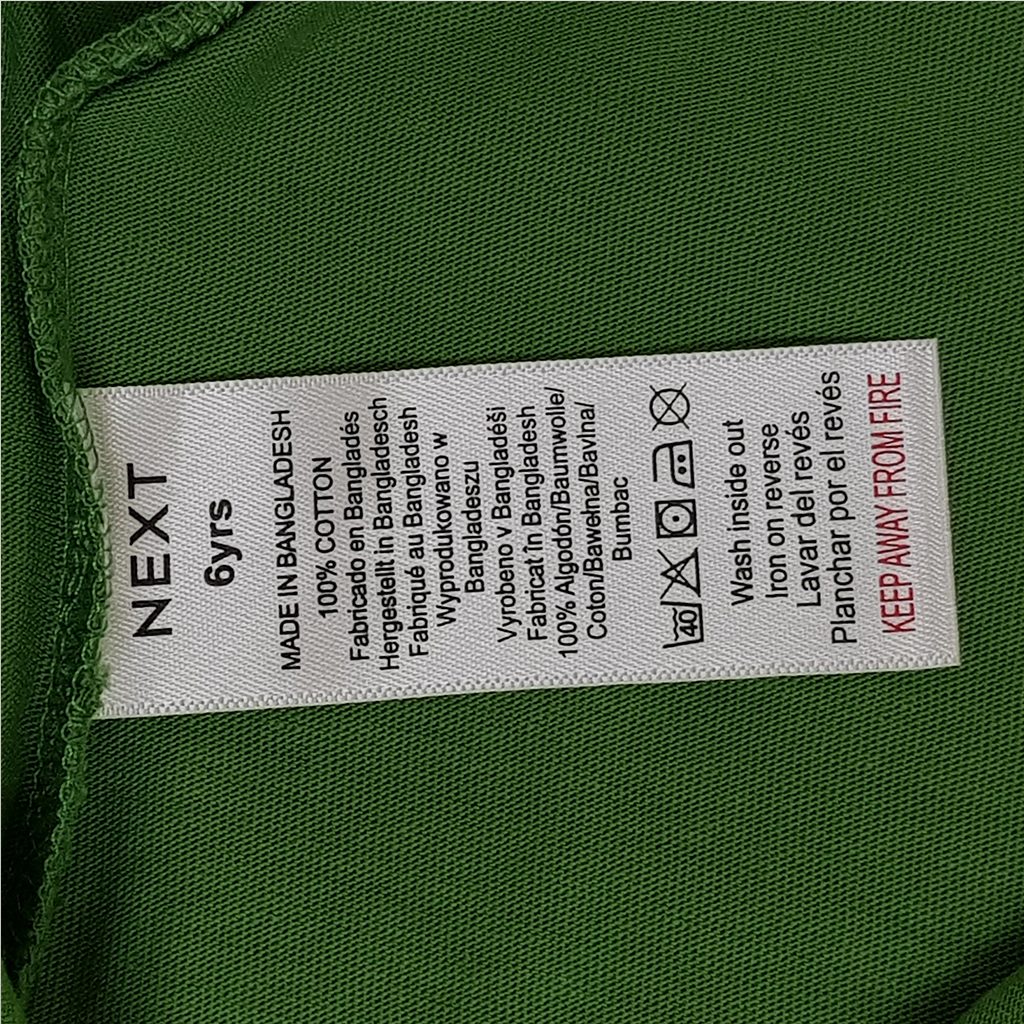 NEXT
6yrs
MADE IN BANGLADESH
100% COTTON
Fabricado en Bangladés
Hergestellt in Bangladesch
Fabriqué au Bangladesh
Wyprodukowano w
Bangladeszu
Vyrobeno v Bangladéši
Fabricat în Bangladesh
100% Algodón/Baumwolle/
Coton/Bawełna/Bavlna/
Bumbac
40
Wash inside out
Iron on reverse
Lavar del revés
Planchar por el revés
KEEP AWAY FROM FIRE